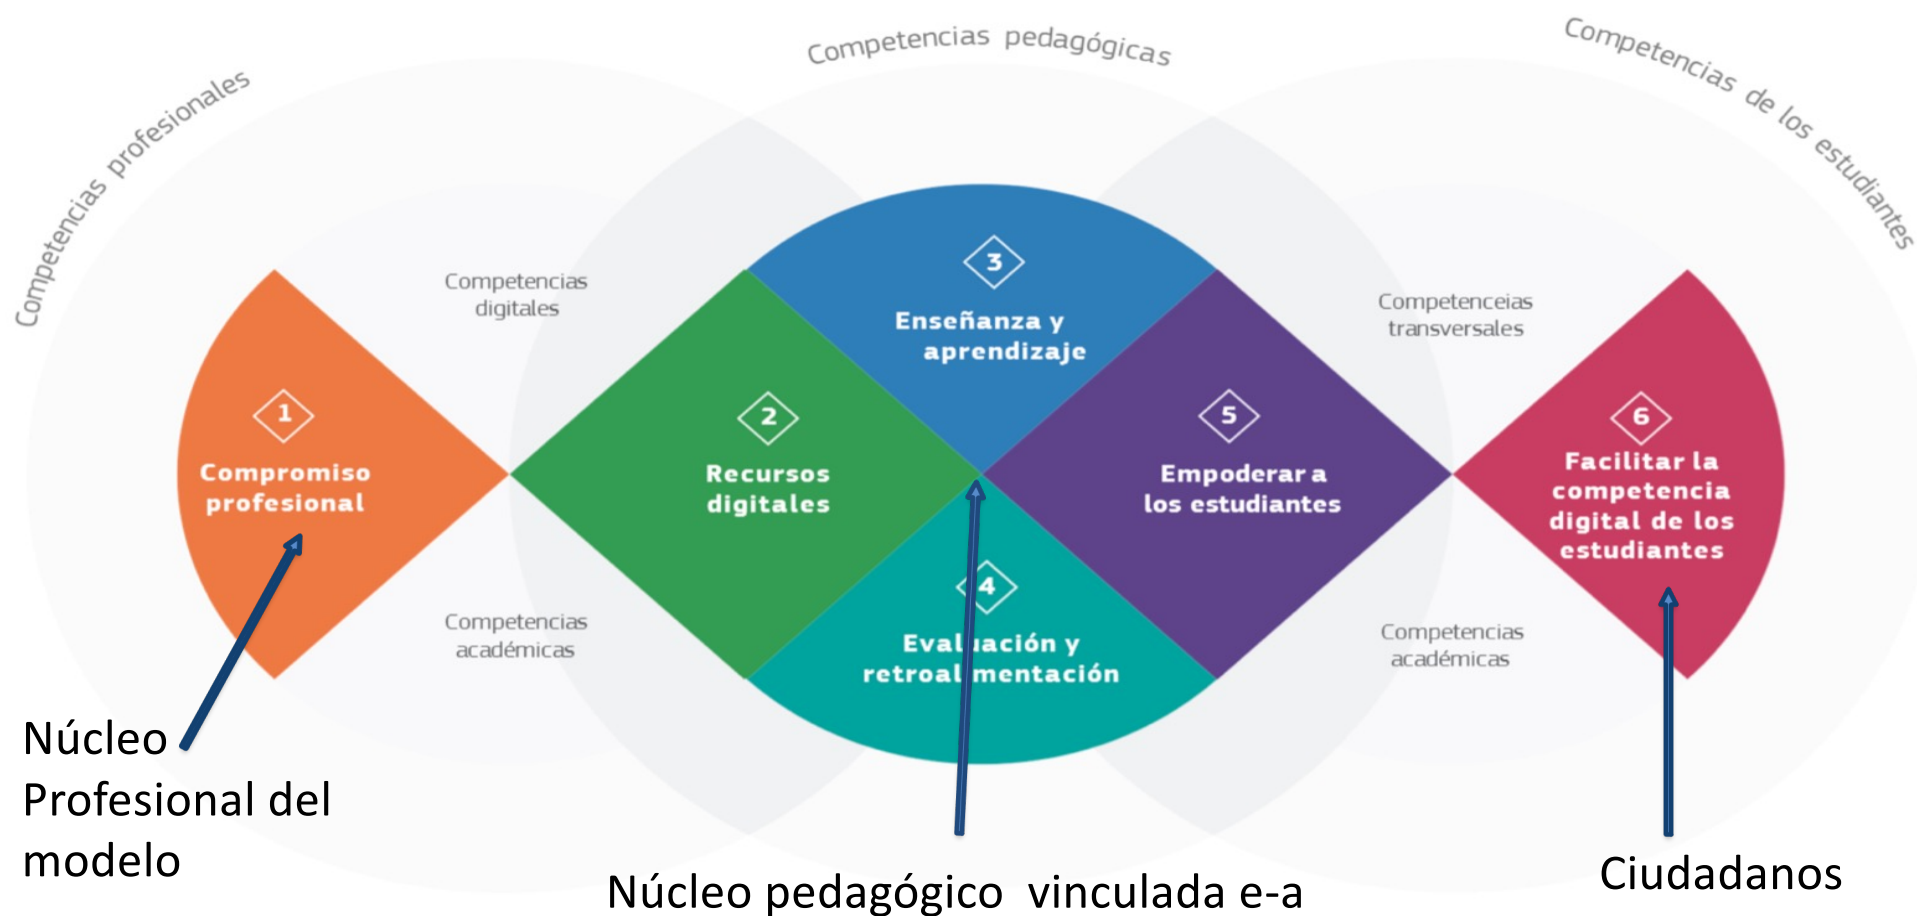 Competencias profesionales
Competencias pedagógicas
Competencias de los estudiantes
Competencias
digitales
Competencias
académicas
1
Compromiso
profesional
2
Recursos
digitales
3
Enseñanza y
aprendizaje
4
Evaluación y
retroalimentación
5
Empoderar a
los estudiantes
Competenceias
transversales
Competencias
académicas
6
Facilitar la
competencia
digital de los
estudiantes
Núcleo
Profesional del
modelo
Núcleo pedagógico vinculada e-a
Ciudadanos